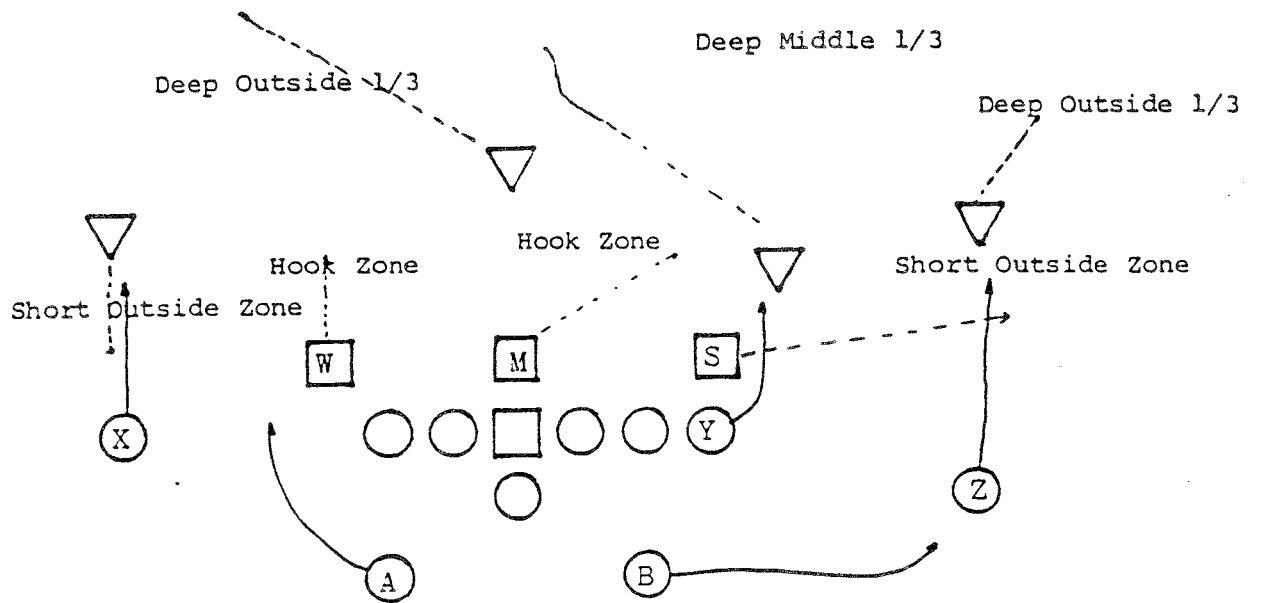 Deep Middle 1/3
Deep Outside 1/3
Deep Outside 1/3
Hook Zone
Hook Zone
Short Outside Zone
Short Outside Zone
W
M
S
X
Y
Z
A
B